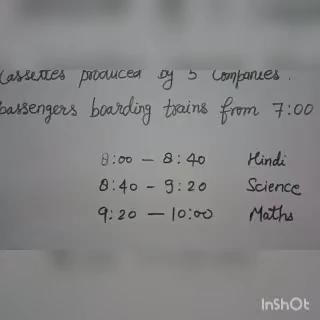 Cassettes produced by 5 Companies.
passengers boarding trains from 7:00
8:00 — 8:40 Hindi
8:40 - 9:20 Science
9:20 — 10:00 Maths
InShOt